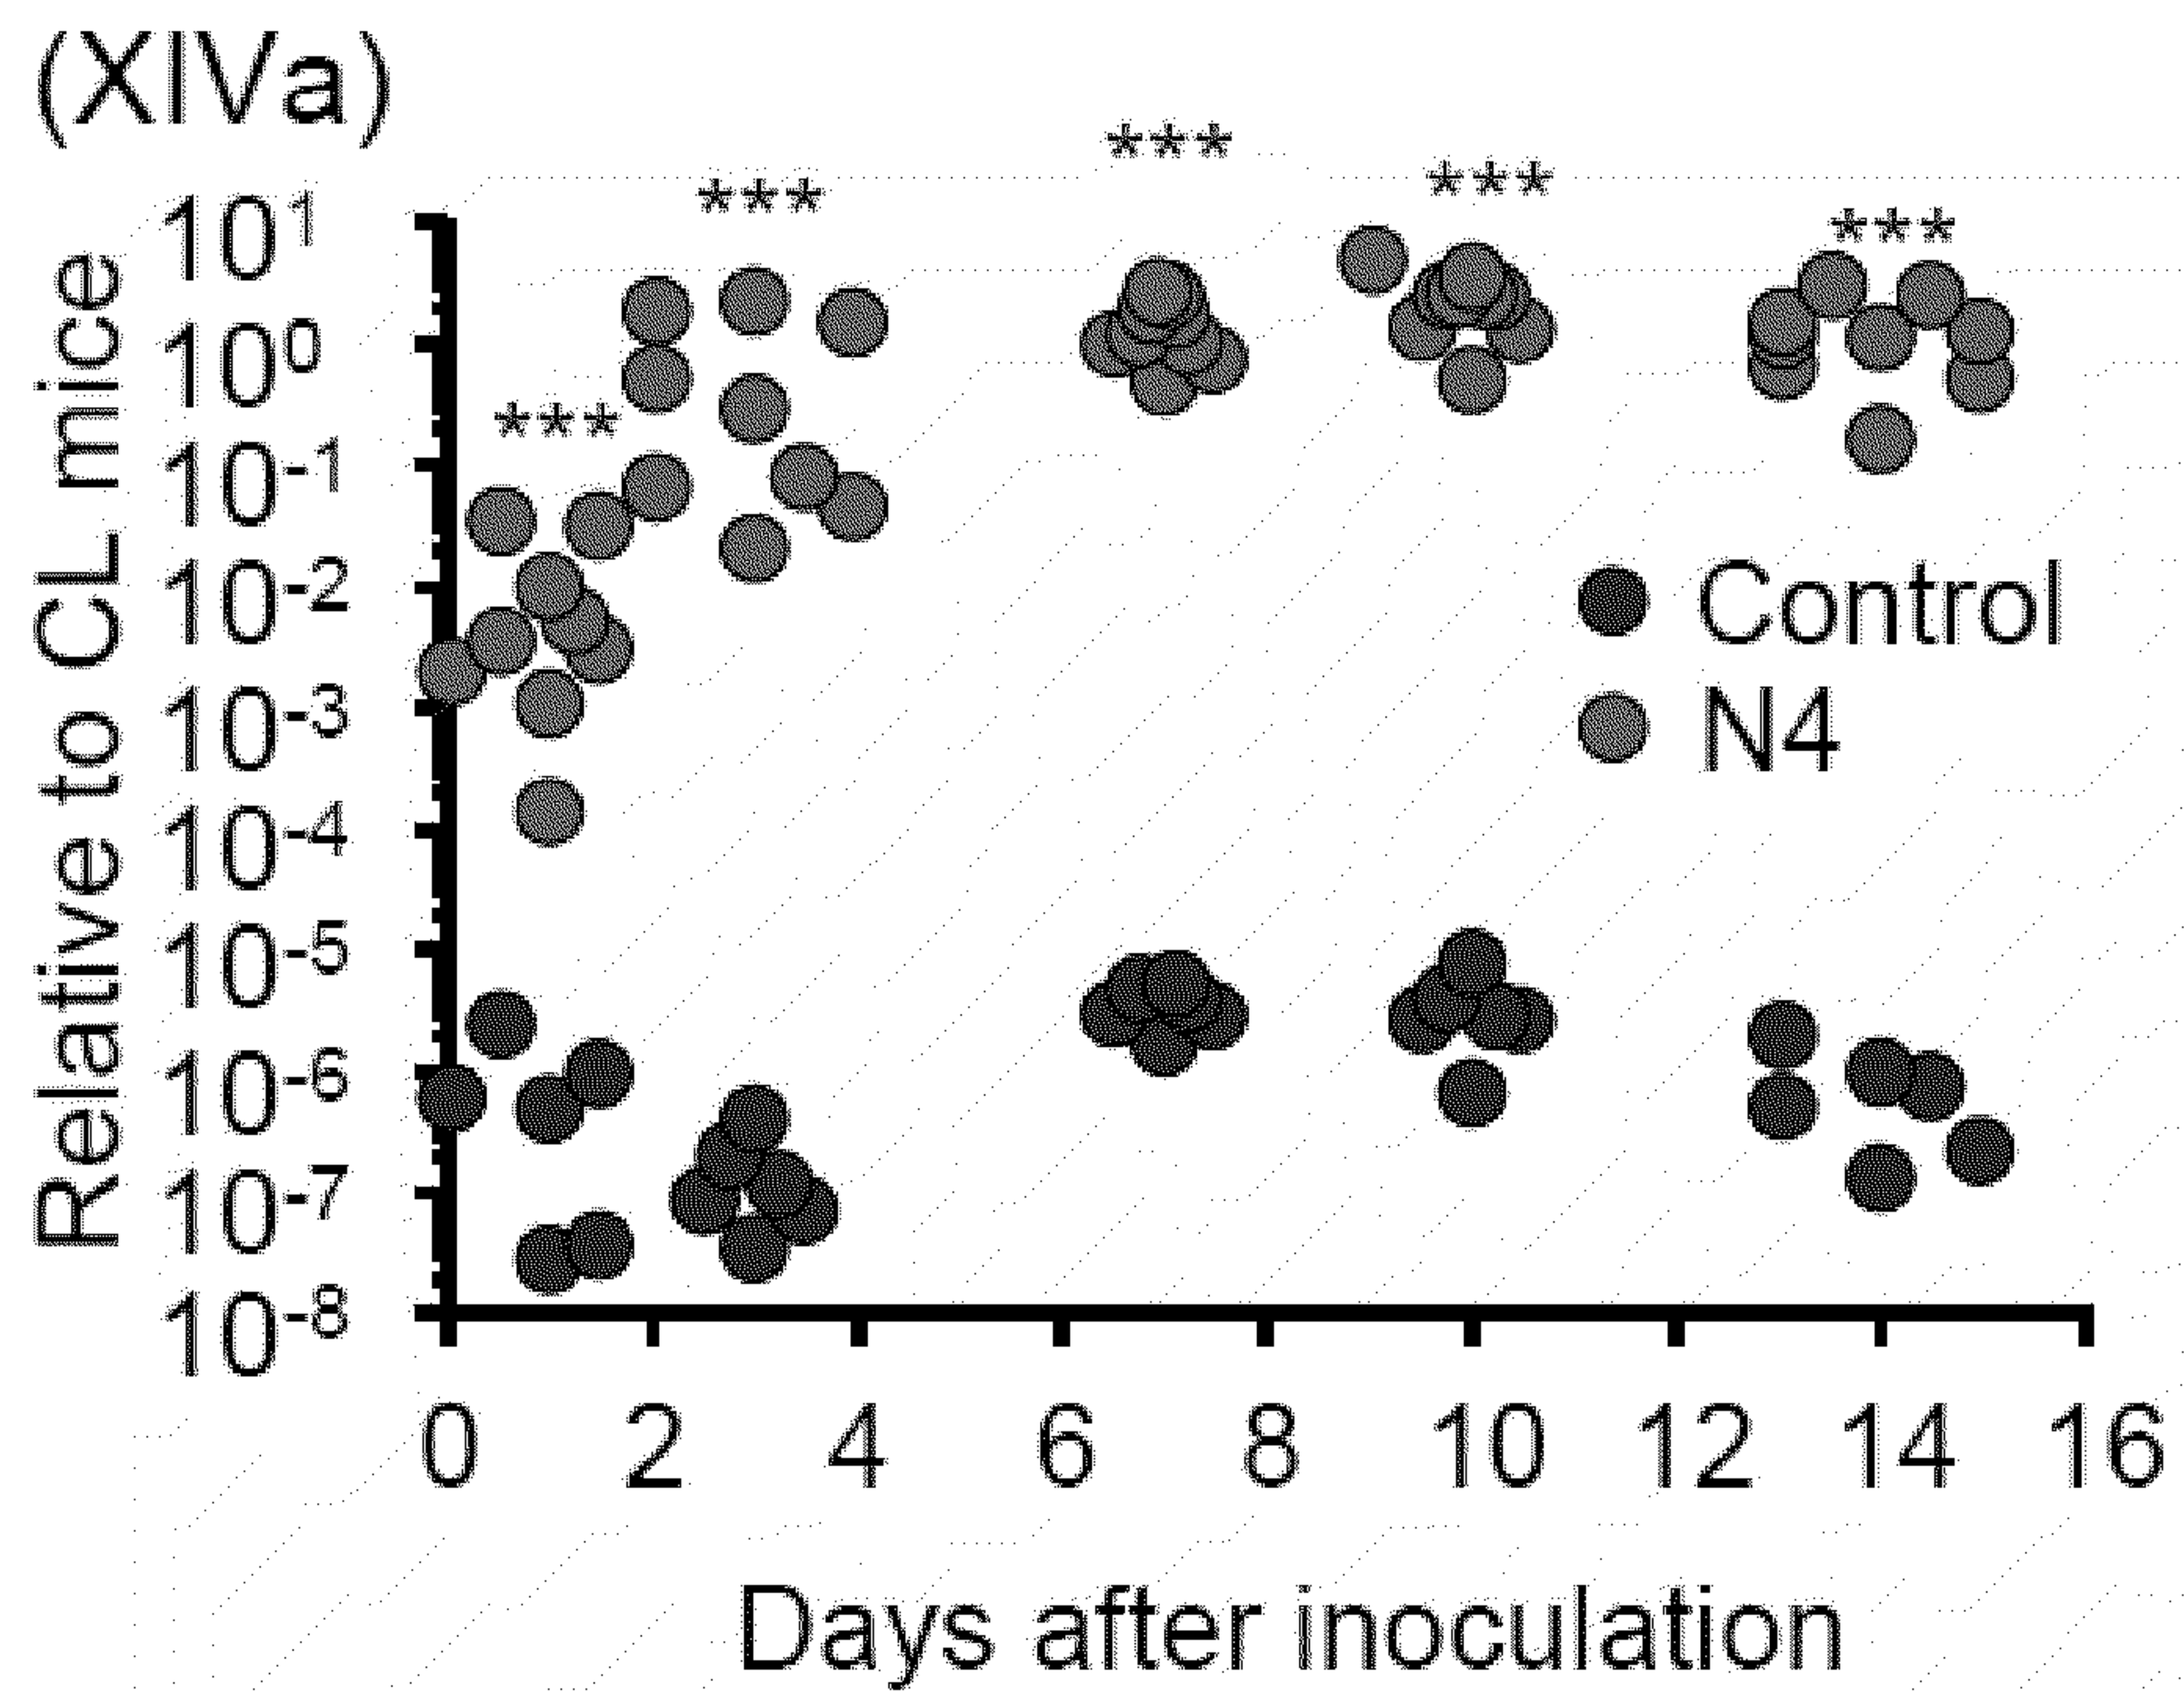 (XIVa)
Relative to CL mice
10¹
10⁰
10⁻¹
10⁻²
10⁻³
10⁻⁴
10⁻⁵
10⁻⁶
10⁻⁷
10⁻⁸
***
***
***
***
***
Control
N4
0 2 4 6 8 10 12 14 16
Days after inoculation